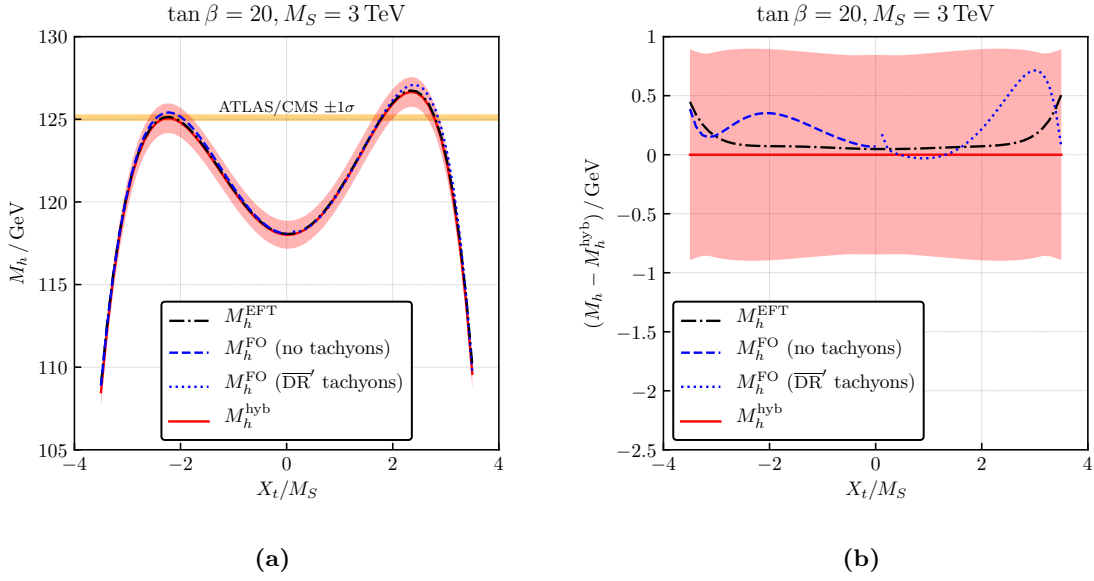 tan β = 20, M_S = 3 TeV
130
125
120
115
110
105
M_h / GeV
ATLAS/CMS ±1σ
M_h^EFT
M_h^FO (no tachyons)
M_h^FO (\overline{DR}′ tachyons)
M_h^hyb
−4
−2
0
2
4
X_t/M_S
(a)
tan β = 20, M_S = 3 TeV
1
0.5
0
−0.5
−1
−1.5
−2
−2.5
(M_h − M_h^hyb) / GeV
M_h^EFT
M_h^FO (no tachyons)
M_h^FO (\overline{DR}′ tachyons)
M_h^hyb
−4
−2
0
2
4
X_t/M_S
(b)